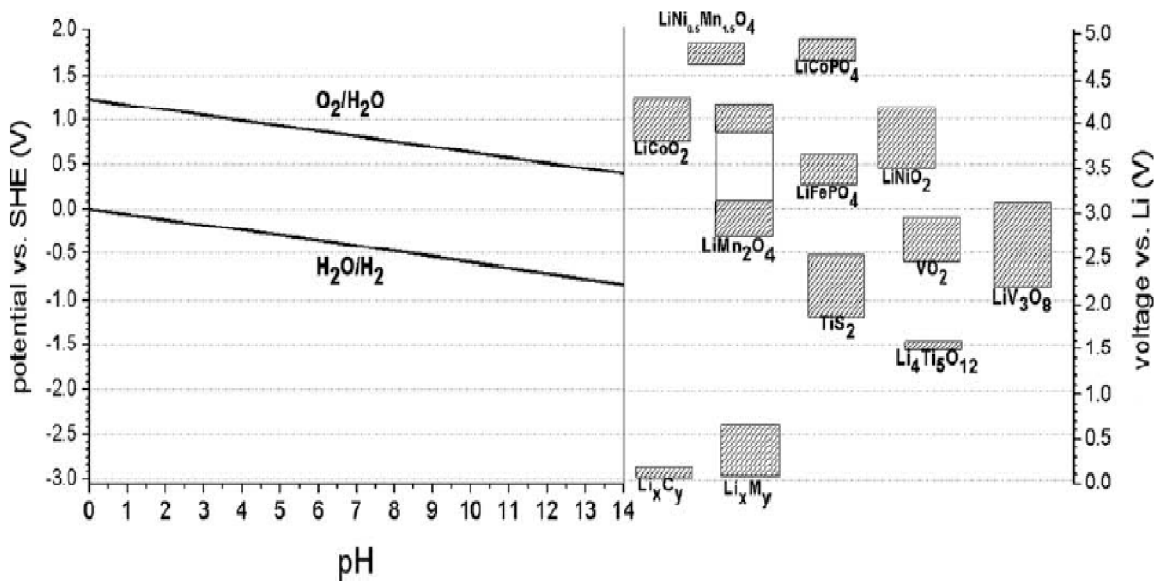 LiNi₀.₅Mn₁.₅O₄
LiCoPO₄
O₂/H₂O
LiCoO₂
LiFePO₄
LiNiO₂
H₂O/H₂
LiMn₂O₄
VO₂
LiV₃O₈
TiS₂
Li₄Ti₅O₁₂
LiₓCᵧ
LiₓMᵧ
potential vs. SHE (V)
2.0
1.5
1.0
0.5
0.0
-0.5
-1.0
-1.5
-2.0
-2.5
-3.0
0 1 2 3 4 5 6 7 8 9 10 11 12 13 14
pH
5.0
4.5
4.0
3.5
3.0
2.5
2.0
1.5
1.0
0.5
0.0
voltage vs. Li (V)